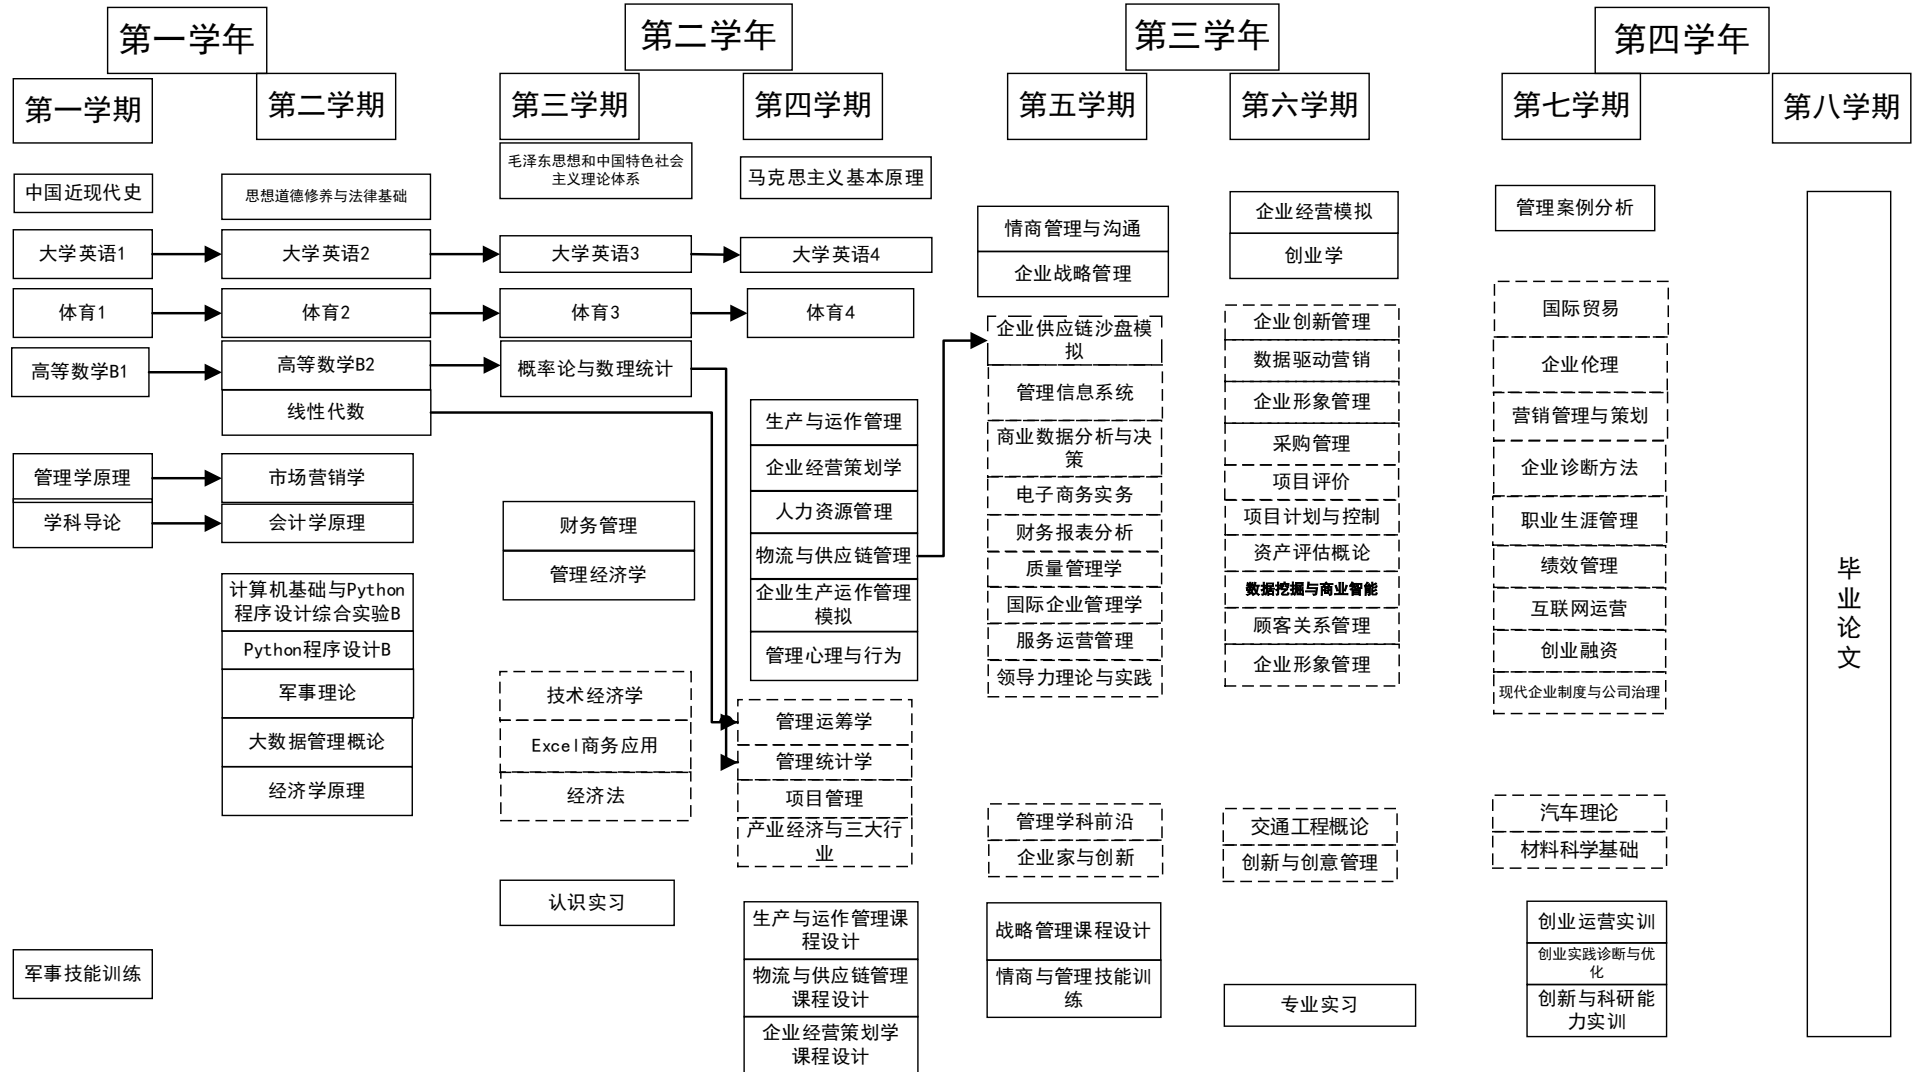 第一学年
第二学年
第三学年
第四学年
第一学期
第二学期
第三学期
第四学期
第五学期
第六学期
第七学期
第八学期
中国近现代史
大学英语1
体育1
高等数学B1
管理学原理
学科导论
军事技能训练
思想道德修养与法律基础
大学英语2
体育2
高等数学B2
线性代数
市场营销学
会计学原理
计算机基础与Python
程序设计综合实验B
Python程序设计B
军事理论
大数据管理概论
经济学原理
毛泽东思想和中国特色社会
主义理论体系
大学英语3
体育3
概率论与数理统计
财务管理
管理经济学
技术经济学
Excel商务应用
经济法
认识实习
马克思主义基本原理
大学英语4
体育4
生产与运作管理
企业经营策划学
人力资源管理
物流与供应链管理
企业生产运作管理
模拟
管理心理与行为
管理运筹学
管理统计学
项目管理
产业经济与三大行
业
生产与运作管理课
程设计
物流与供应链管理
课程设计
企业经营策划学
课程设计
情商管理与沟通
企业战略管理
企业供应链沙盘模
拟
管理信息系统
商业数据分析与决
策
电子商务实务
财务报表分析
质量管理学
国际企业管理学
服务运营管理
领导力理论与实践
管理学科前沿
企业家与创新
战略管理课程设计
情商与管理技能训
练
企业经营模拟
创业学
企业创新管理
数据驱动营销
企业形象管理
采购管理
项目评价
项目计划与控制
资产评估概论
数据挖掘与商业智能
顾客关系管理
企业形象管理
交通工程概论
创新与创意管理
专业实习
管理案例分析
国际贸易
企业伦理
营销管理与策划
企业诊断方法
职业生涯管理
绩效管理
互联网运营
创业融资
现代企业制度与公司治理
汽车理论
材料科学基础
创业运营实训
创业实践诊断与优
化
创新与科研能
力实训
毕业论文